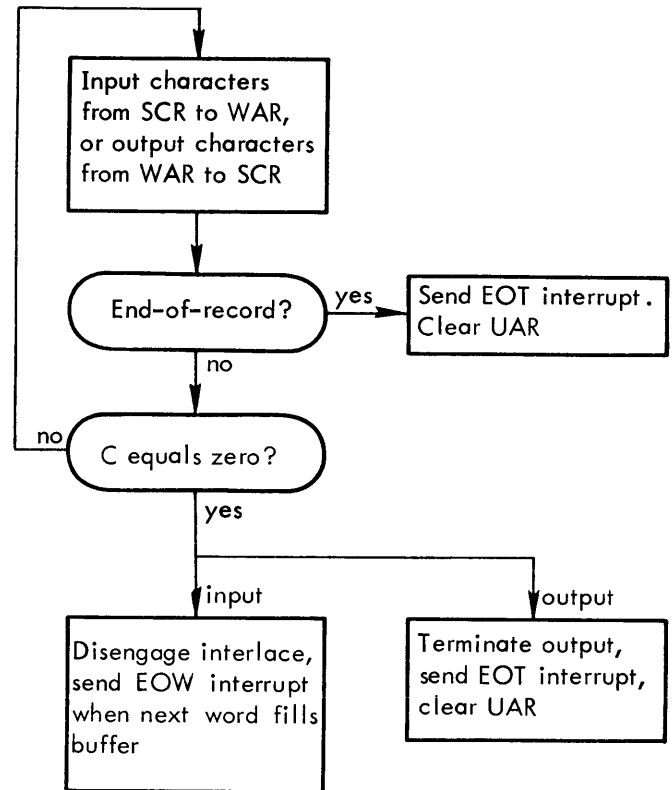 Input characters
from SCR to WAR,
or output characters
from WAR to SCR
End-of-record?
yes
Send EOT interrupt.
Clear UAR
no
no
C equals zero?
yes
input
output
Disengage interlace,
send EOW interrupt
when next word fills
buffer
Terminate output,
send EOT interrupt,
clear UAR